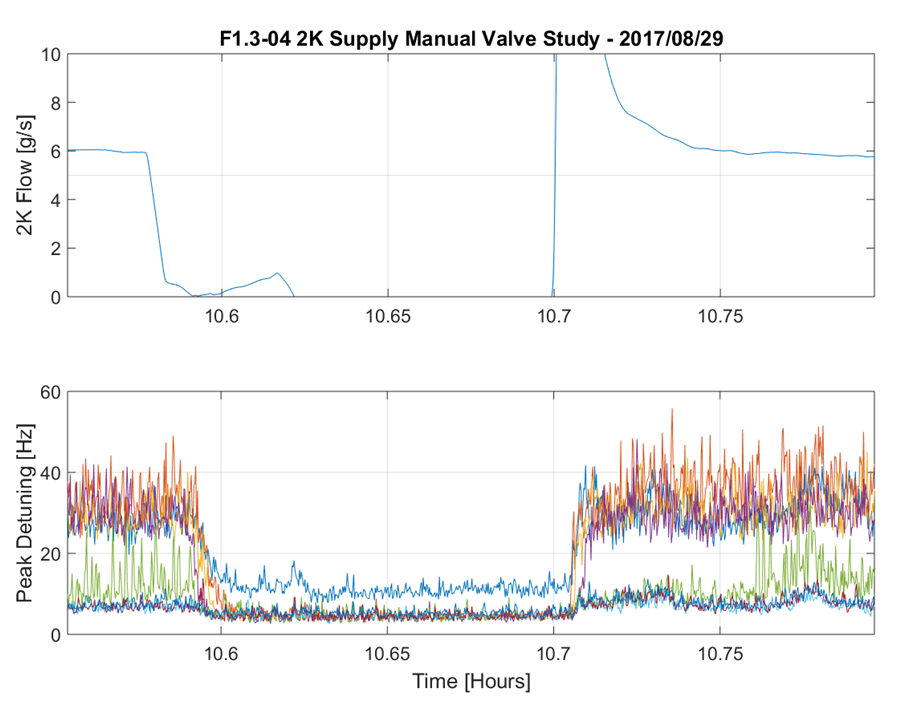 F1.3-04 2K Supply Manual Valve Study - 2017/08/29
2K Flow [g/s]
10
8
6
4
2
0
10.6 10.65 10.7 10.75
Peak Detuning [Hz]
60
40
20
0
10.6 10.65 10.7 10.75
Time [Hours]